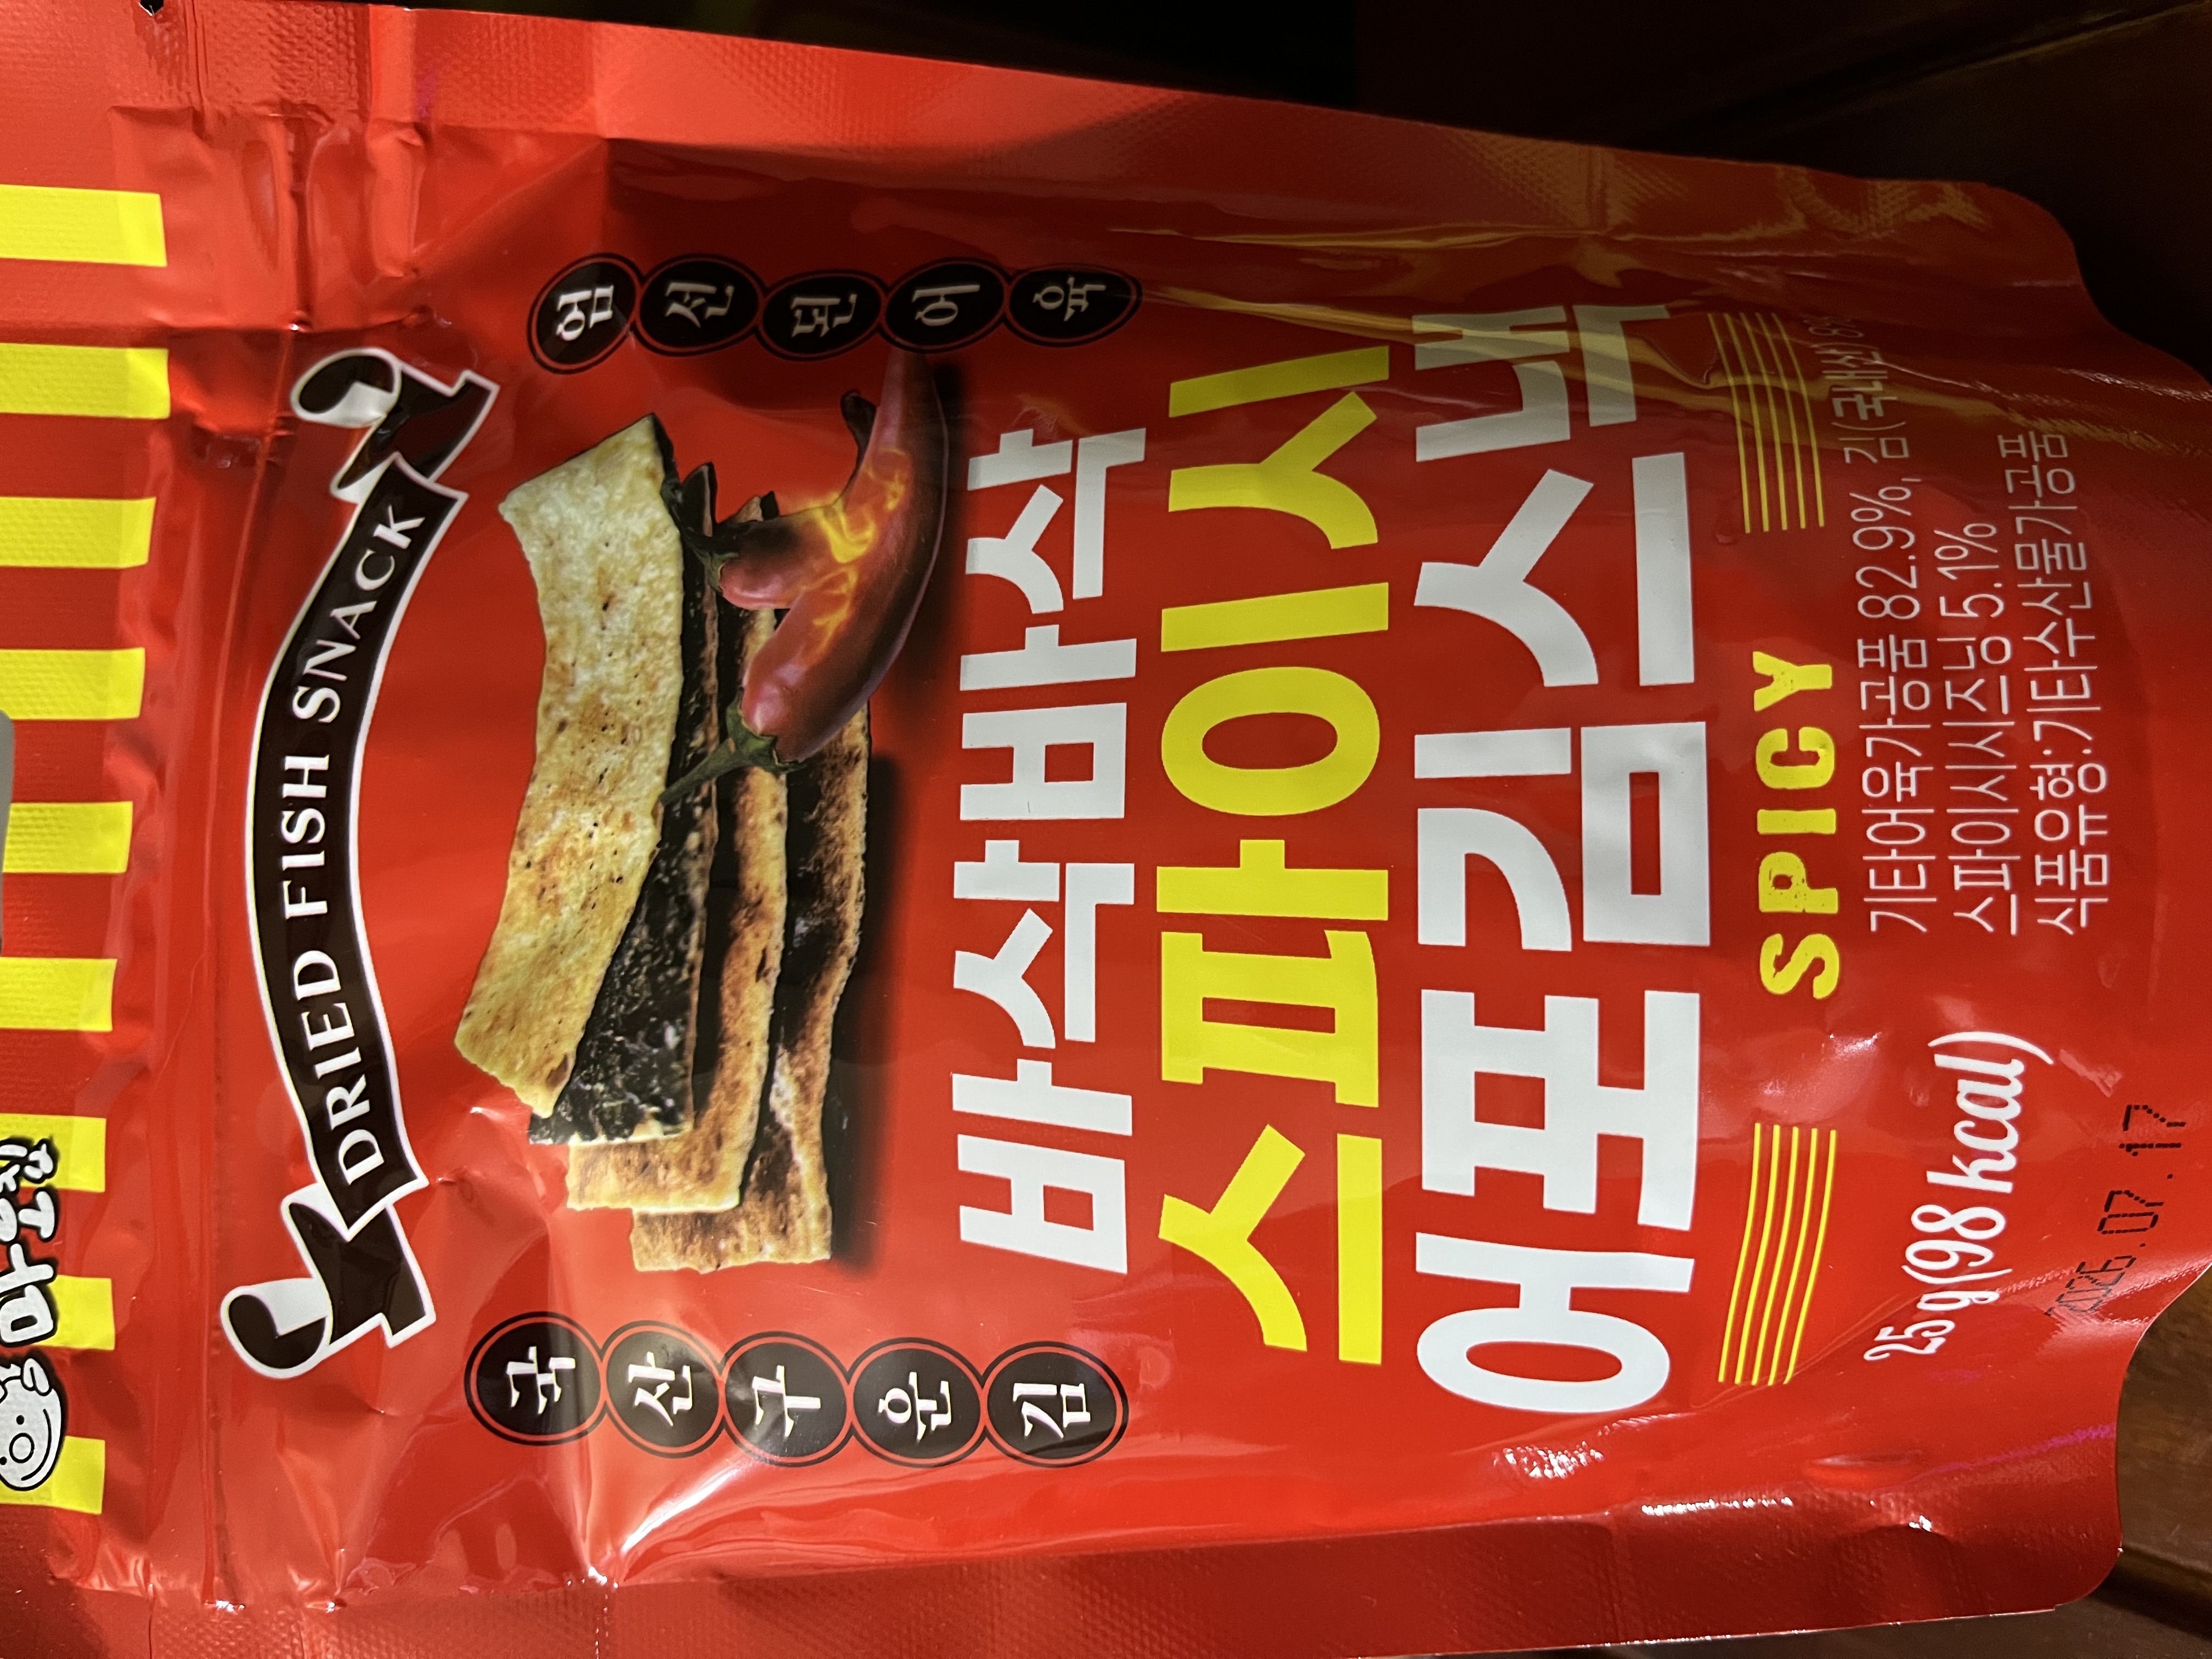 DRIED FISH SNACK
국산구운김
엄선된어육
바삭바삭
스파이시
어포김스낵
SPICY
25g(98 kcal)
기타어육가공품 82.9%, 김(국내산)
스파이시시즈닝 5.1%
식품유형:기타수산물가공품
2026.07.17